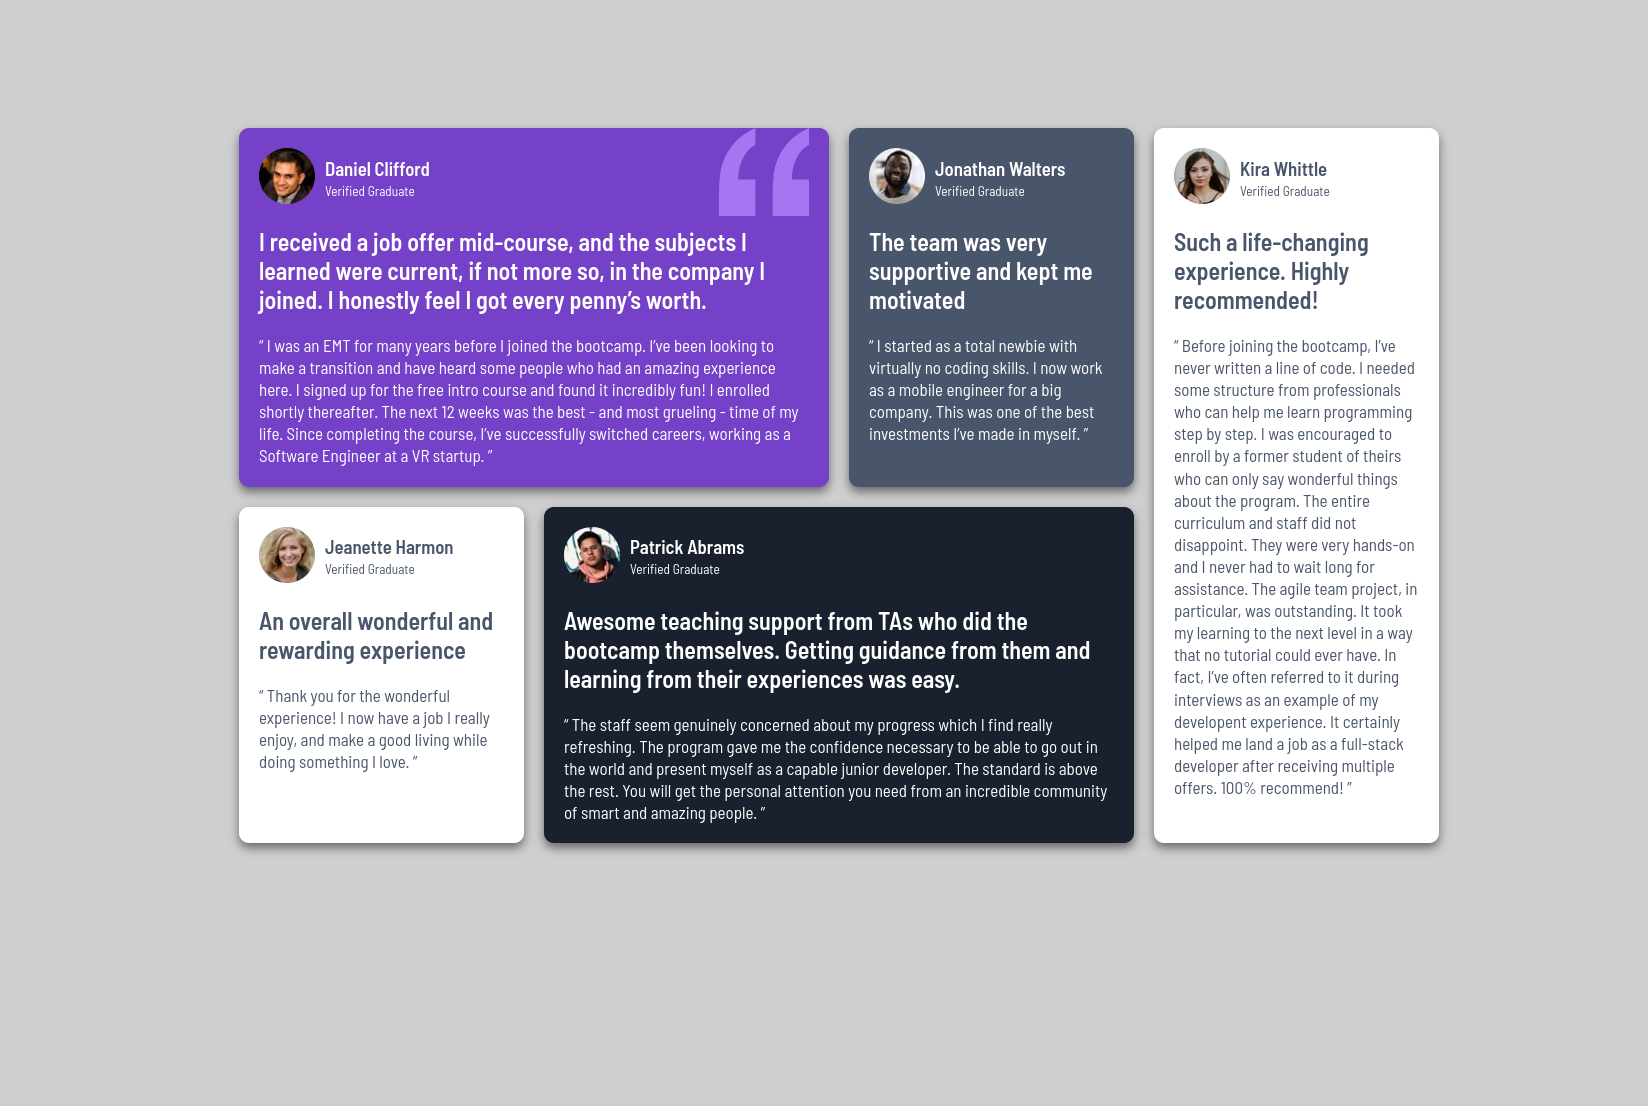 Daniel Clifford
Verified Graduate
I received a job offer mid-course, and the subjects I
learned were current, if not more so, in the company I
joined. I honestly feel I got every penny’s worth.
“ I was an EMT for many years before I joined the bootcamp. I’ve been looking to
make a transition and have heard some people who had an amazing experience
here. I signed up for the free intro course and found it incredibly fun! I enrolled
shortly thereafter. The next 12 weeks was the best - and most grueling - time of my
life. Since completing the course, I’ve successfully switched careers, working as a
Software Engineer at a VR startup. ”
Jonathan Walters
Verified Graduate
The team was very
supportive and kept me
motivated
“ I started as a total newbie with
virtually no coding skills. I now work
as a mobile engineer for a big
company. This was one of the best
investments I’ve made in myself. ”
Kira Whittle
Verified Graduate
Such a life-changing
experience. Highly
recommended!
“ Before joining the bootcamp, I’ve
never written a line of code. I needed
some structure from professionals
who can help me learn programming
step by step. I was encouraged to
enroll by a former student of theirs
who can only say wonderful things
about the program. The entire
curriculum and staff did not
disappoint. They were very hands-on
and I never had to wait long for
assistance. The agile team project, in
particular, was outstanding. It took
my learning to the next level in a way
that no tutorial could ever have. In
fact, I’ve often referred to it during
interviews as an example of my
developent experience. It certainly
helped me land a job as a full-stack
developer after receiving multiple
offers. 100% recommend! ”
Jeanette Harmon
Verified Graduate
An overall wonderful and
rewarding experience
“ Thank you for the wonderful
experience! I now have a job I really
enjoy, and make a good living while
doing something I love. ”
Patrick Abrams
Verified Graduate
Awesome teaching support from TAs who did the
bootcamp themselves. Getting guidance from them and
learning from their experiences was easy.
“ The staff seem genuinely concerned about my progress which I find really
refreshing. The program gave me the confidence necessary to be able to go out in
the world and present myself as a capable junior developer. The standard is above
the rest. You will get the personal attention you need from an incredible community
of smart and amazing people. ”